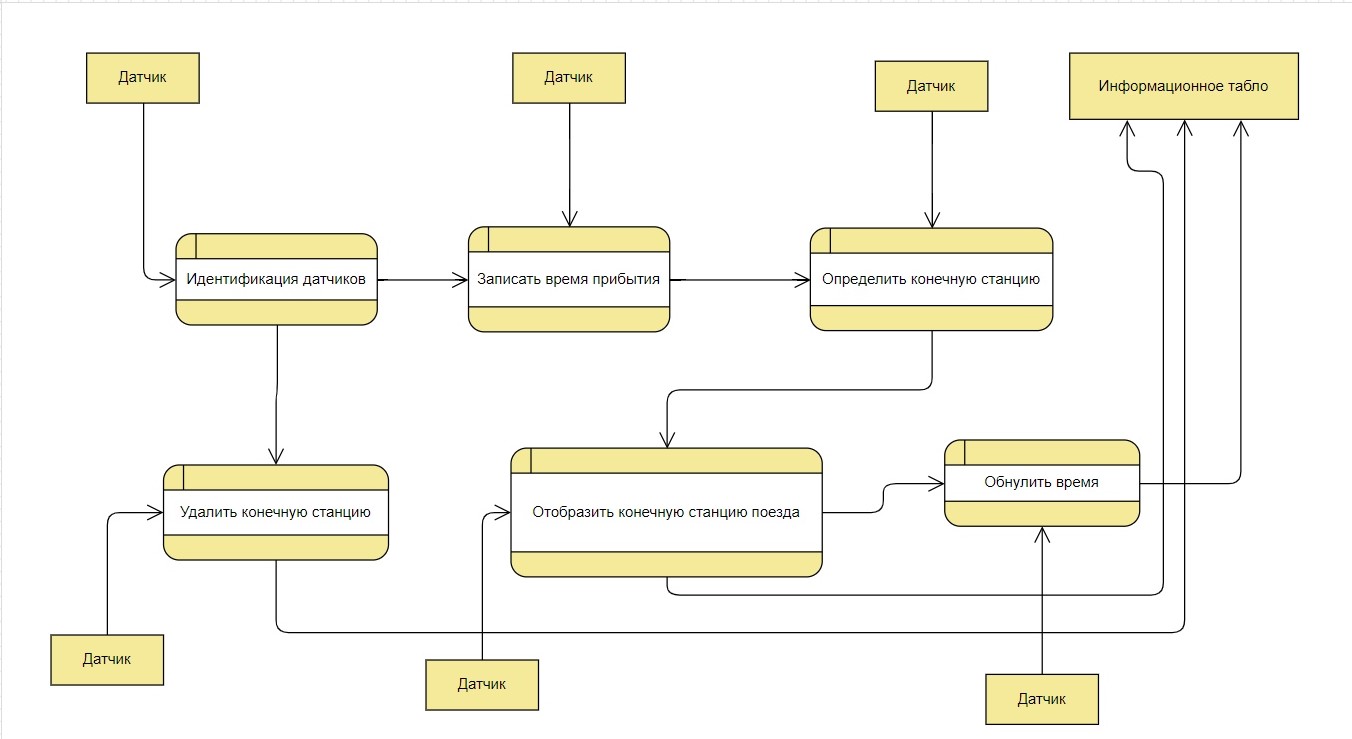 Датчик
Датчик
Датчик
Информационное табло
Идентификация датчиков
Записать время прибытия
Определить конечную станцию
Удалить конечную станцию
Отобразить конечную станцию поезда
Обнулить время
Датчик
Датчик
Датчик